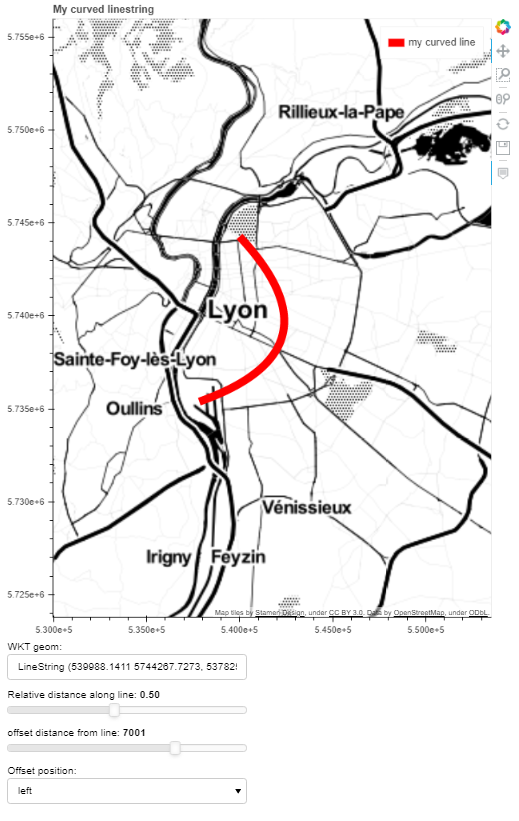 My curved linestring
5.755e+6
my curved line
Rillieux-la-Pape
5.750e+6
5.745e+6
Lyon
5.740e+6
Sainte-Foy-lès-Lyon
5.735e+6
Oullins
5.730e+6
Vénissieux
Irigny
Feyzin
5.725e+6
Map tiles by Stamen Design, under CC BY 3.0. Data by OpenStreetMap, under ODbL.
5.300e+5
5.350e+5
5.400e+5
5.450e+5
5.500e+5
WKT geom:
LineString (539988.1411 5744267.7273, 53782
Relative distance along line: 0.50
offset distance from line: 7001
Offset position:
left